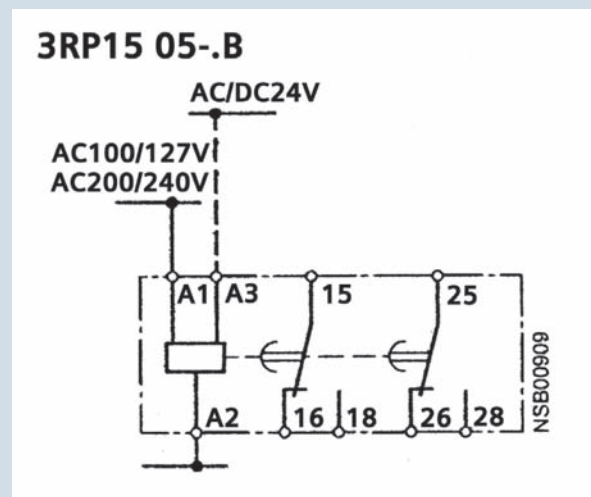 3RP15 05-.B
AC/DC24V
AC100/127V
AC200/240V
A1 A3 15 25
A2 16 18 26 28
NSB00909